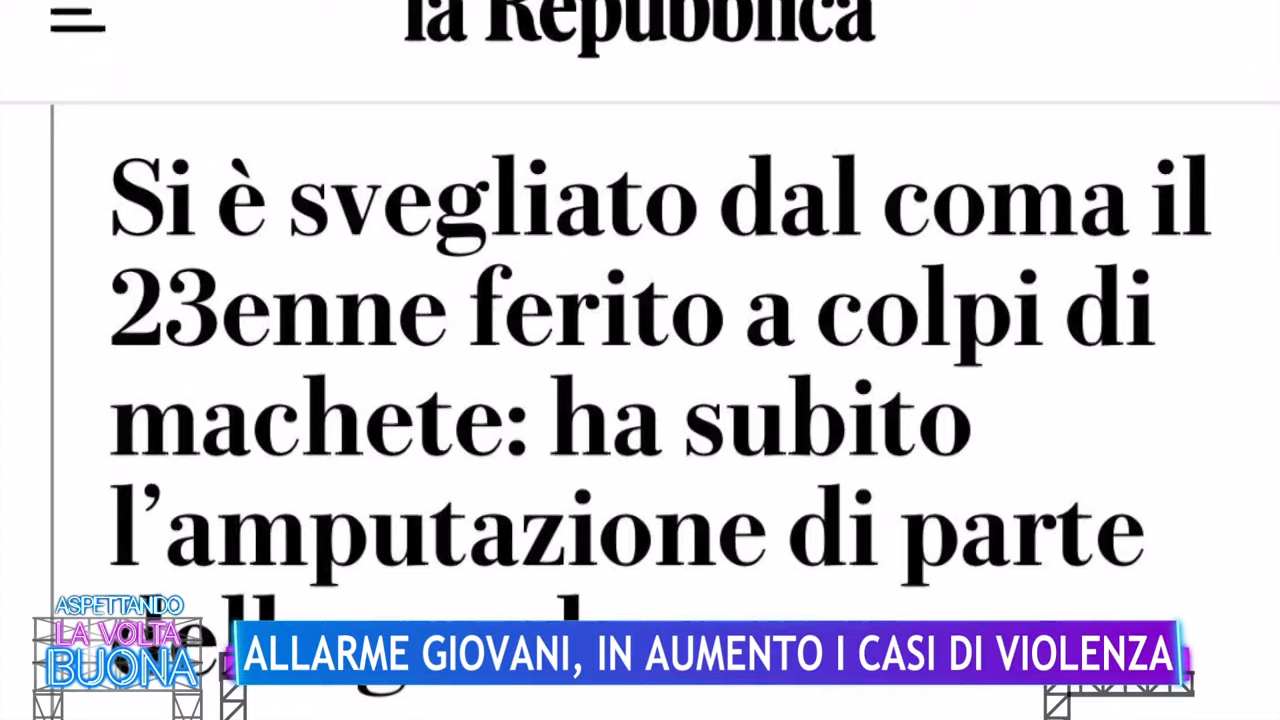 la Repubblica
Si è svegliato dal coma il
23enne ferito a colpi di
machete: ha subito
l’amputazione di parte
ASPETTANDO
LA VOLTA
BUONA
ALLARME GIOVANI, IN AUMENTO I CASI DI VIOLENZA